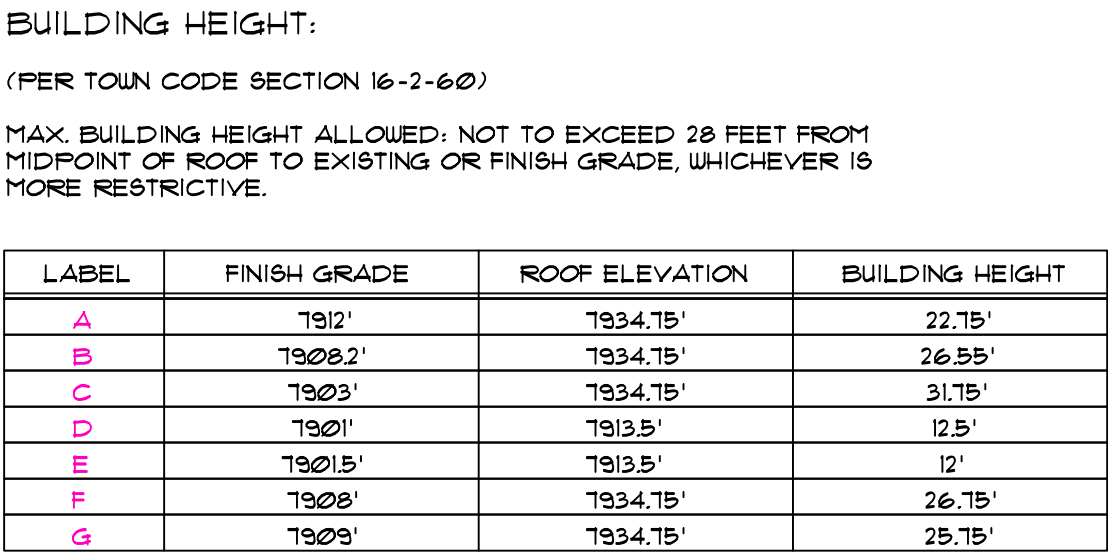 BUILDING HEIGHT:
(PER TOWN CODE SECTION 16-2-60)
MAX. BUILDING HEIGHT ALLOWED: NOT TO EXCEED 28 FEET FROM
MIDPOINT OF ROOF TO EXISTING OR FINISH GRADE, WHICHEVER IS
MORE RESTRICTIVE.
LABEL FINISH GRADE ROOF ELEVATION BUILDING HEIGHT
A 7912' 7934.75' 22.75'
B 7908.2' 7934.75' 26.55'
C 7903' 7934.75' 31.75'
D 7901' 7913.5' 12.5'
E 7901.5' 7913.5' 12'
F 7908' 7934.75' 26.75'
G 7909' 7934.75' 25.75'